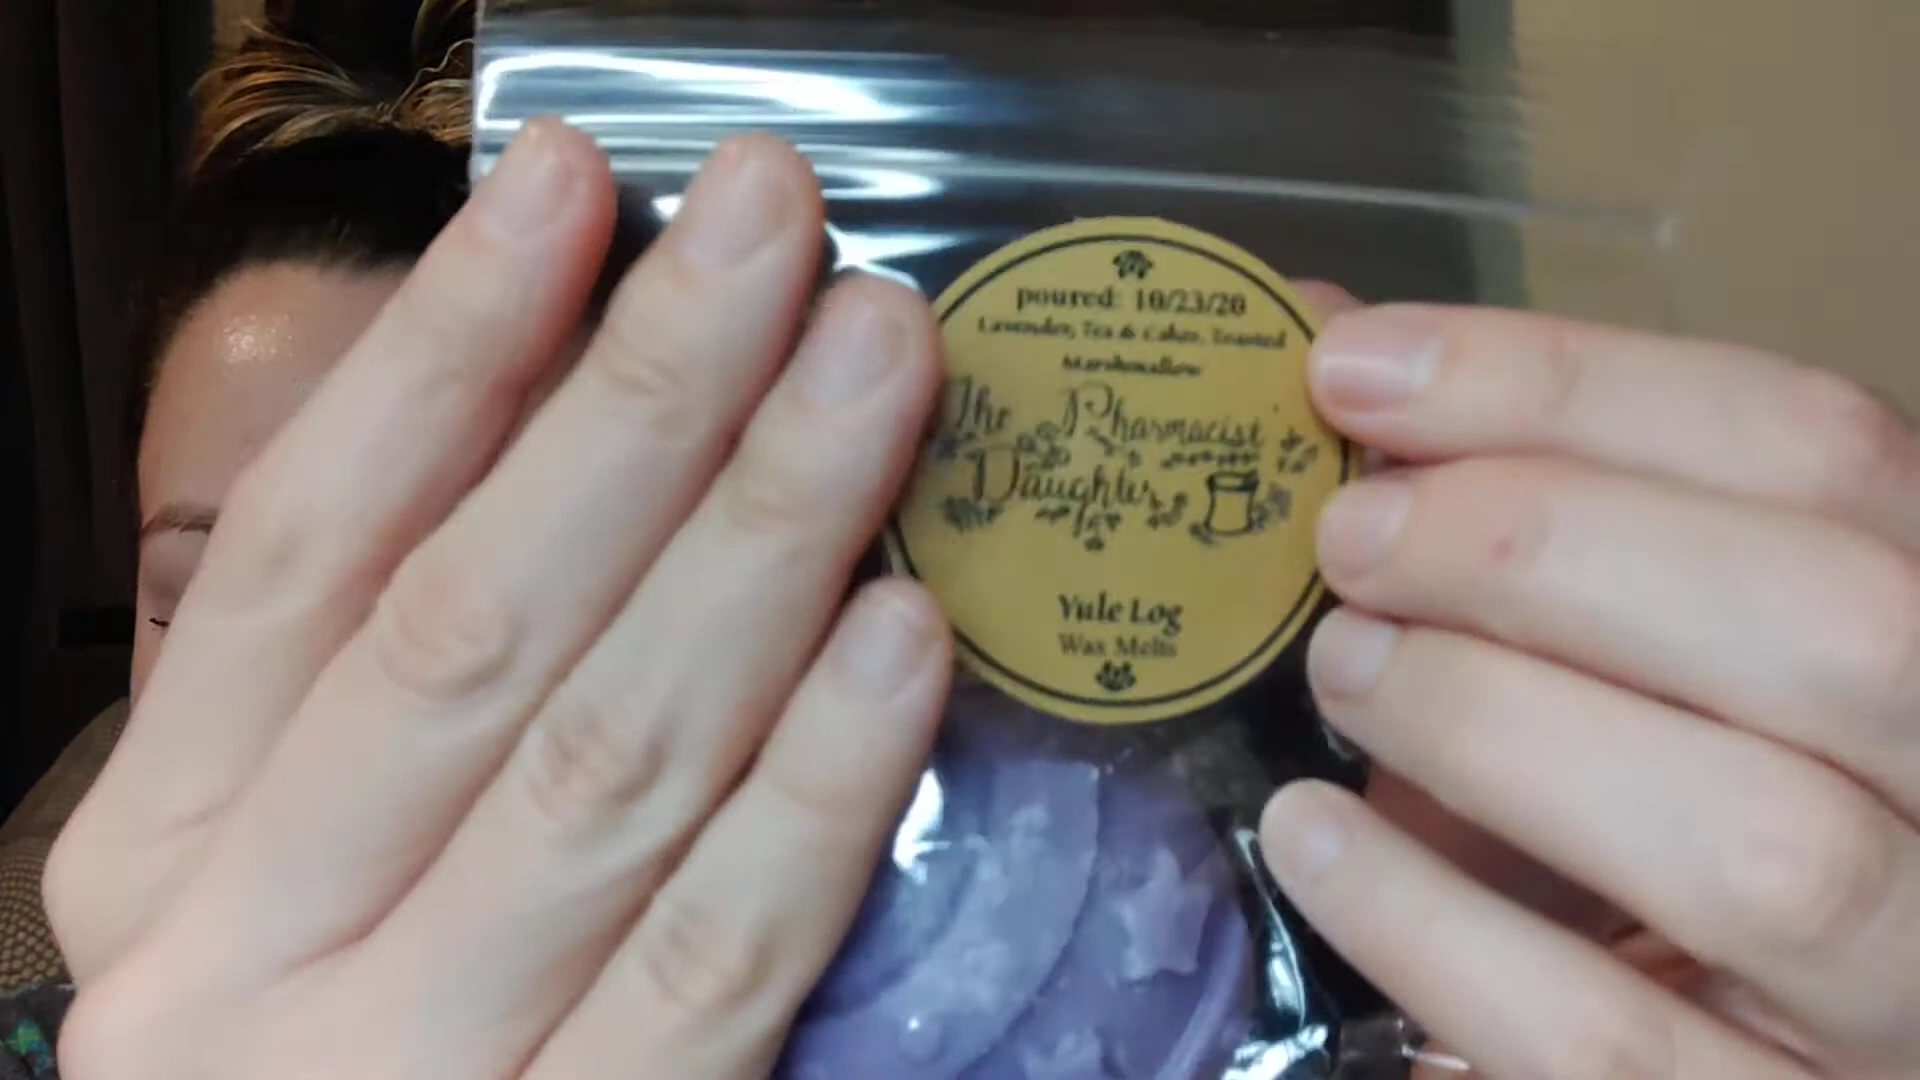 poured: 10/23/20
Lavender, Tea & Cakes, Toasted
Marshmallow
The Pharmacist'
Daughter
Yule Log
Wax Melts